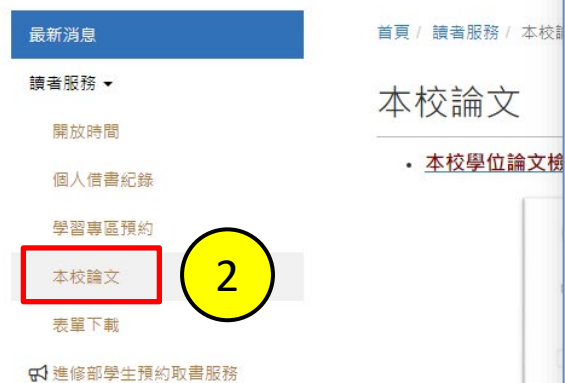 最新消息
讀者服務
開放時間
個人借書紀錄
學習專區預約
本校論文
2
表單下載
進修部學生預約取書服務
首頁 / 讀者服務 / 本校
本校論文
本校學位論文檢